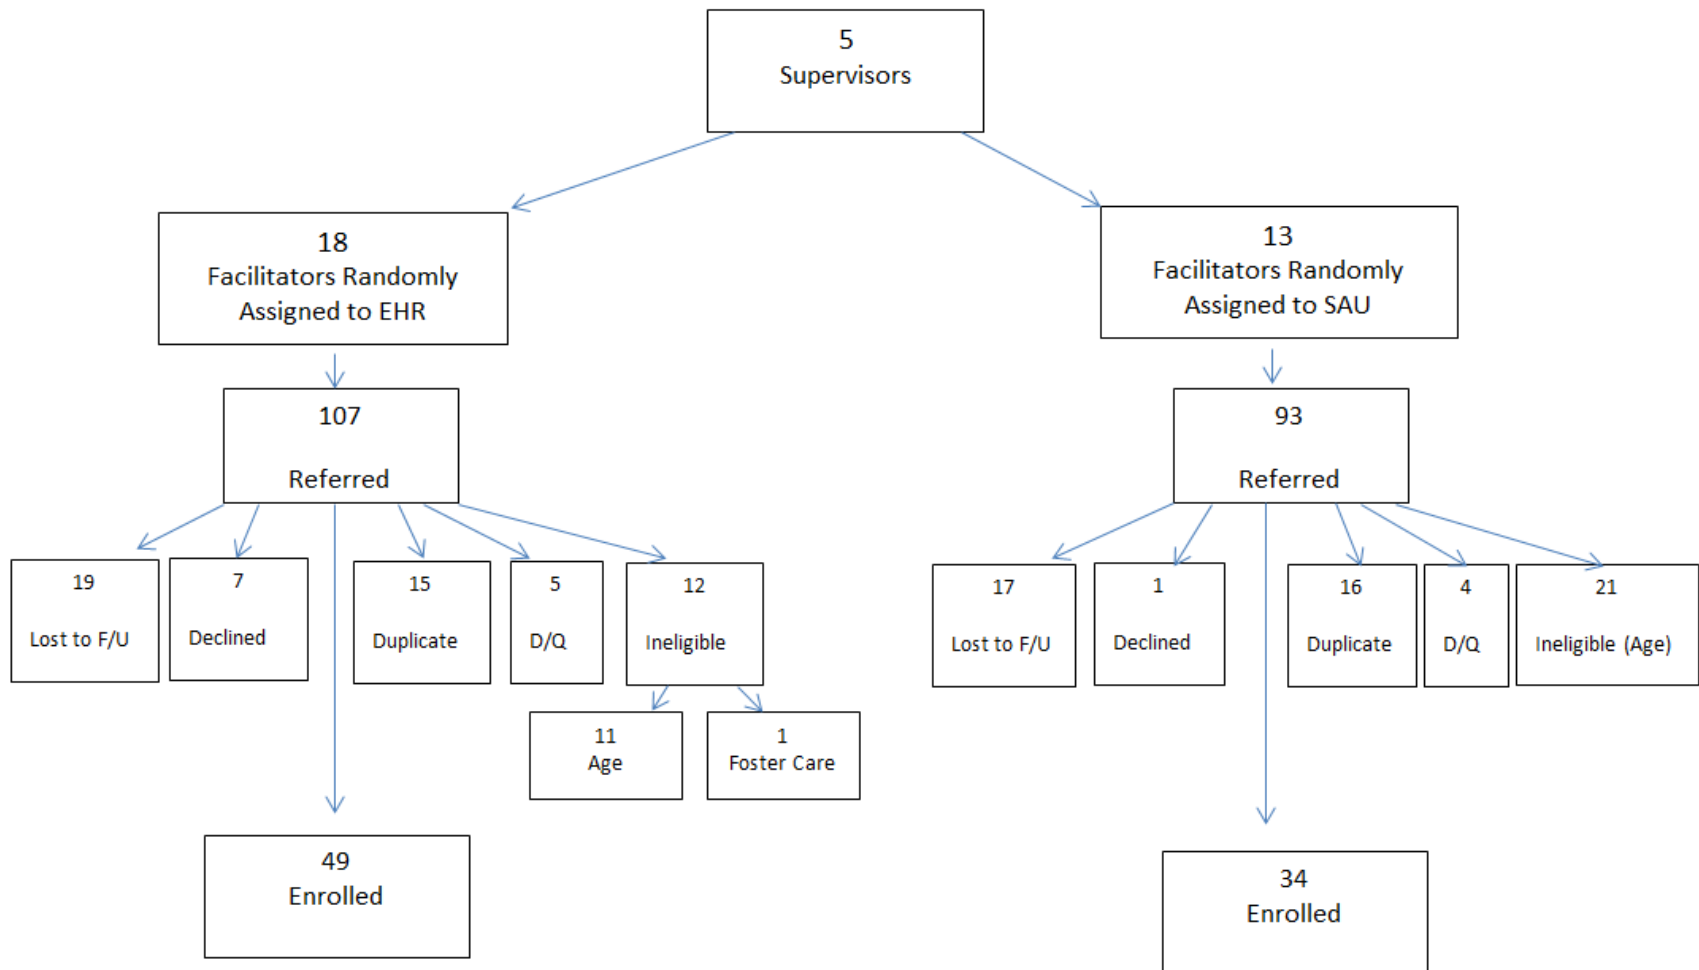 5
Supervisors
18
Facilitators Randomly
Assigned to EHR
13
Facilitators Randomly
Assigned to SAU
107
Referred
93
Referred
19
Lost to F/U
7
Declined
15
Duplicate
5
D/Q
12
Ineligible
17
Lost to F/U
1
Declined
16
Duplicate
4
D/Q
21
Ineligible (Age)
11
Age
1
Foster Care
49
Enrolled
34
Enrolled